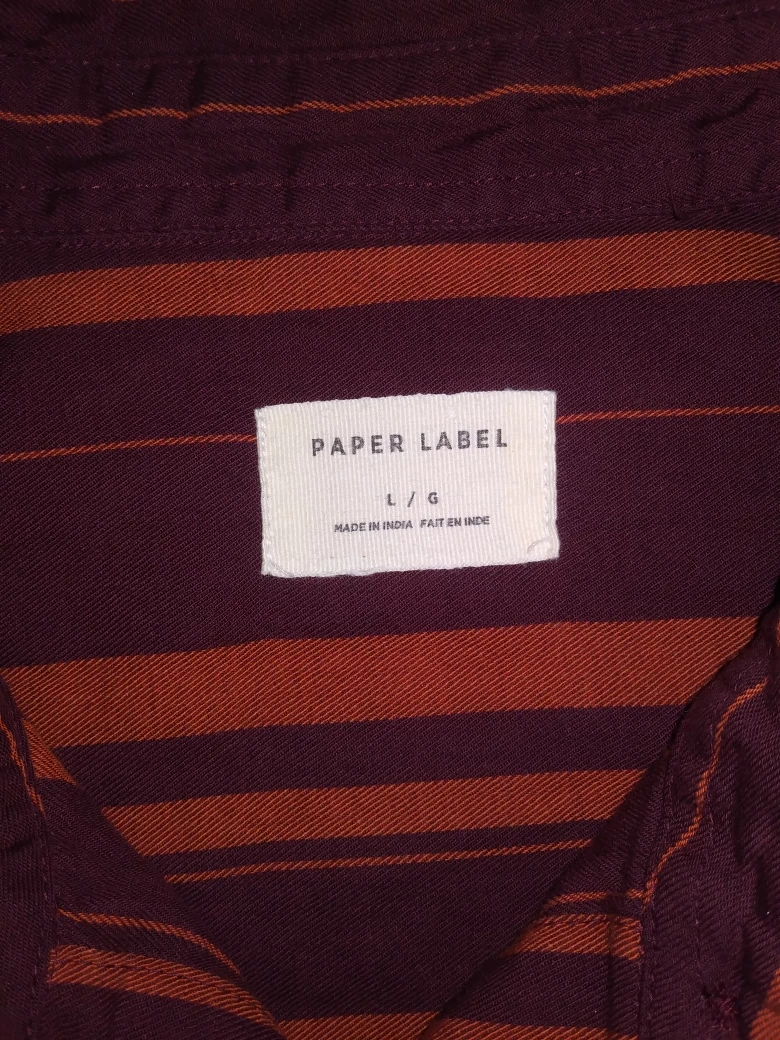 PAPER LABEL
L / G
MADE IN INDIA FAIT EN INDE